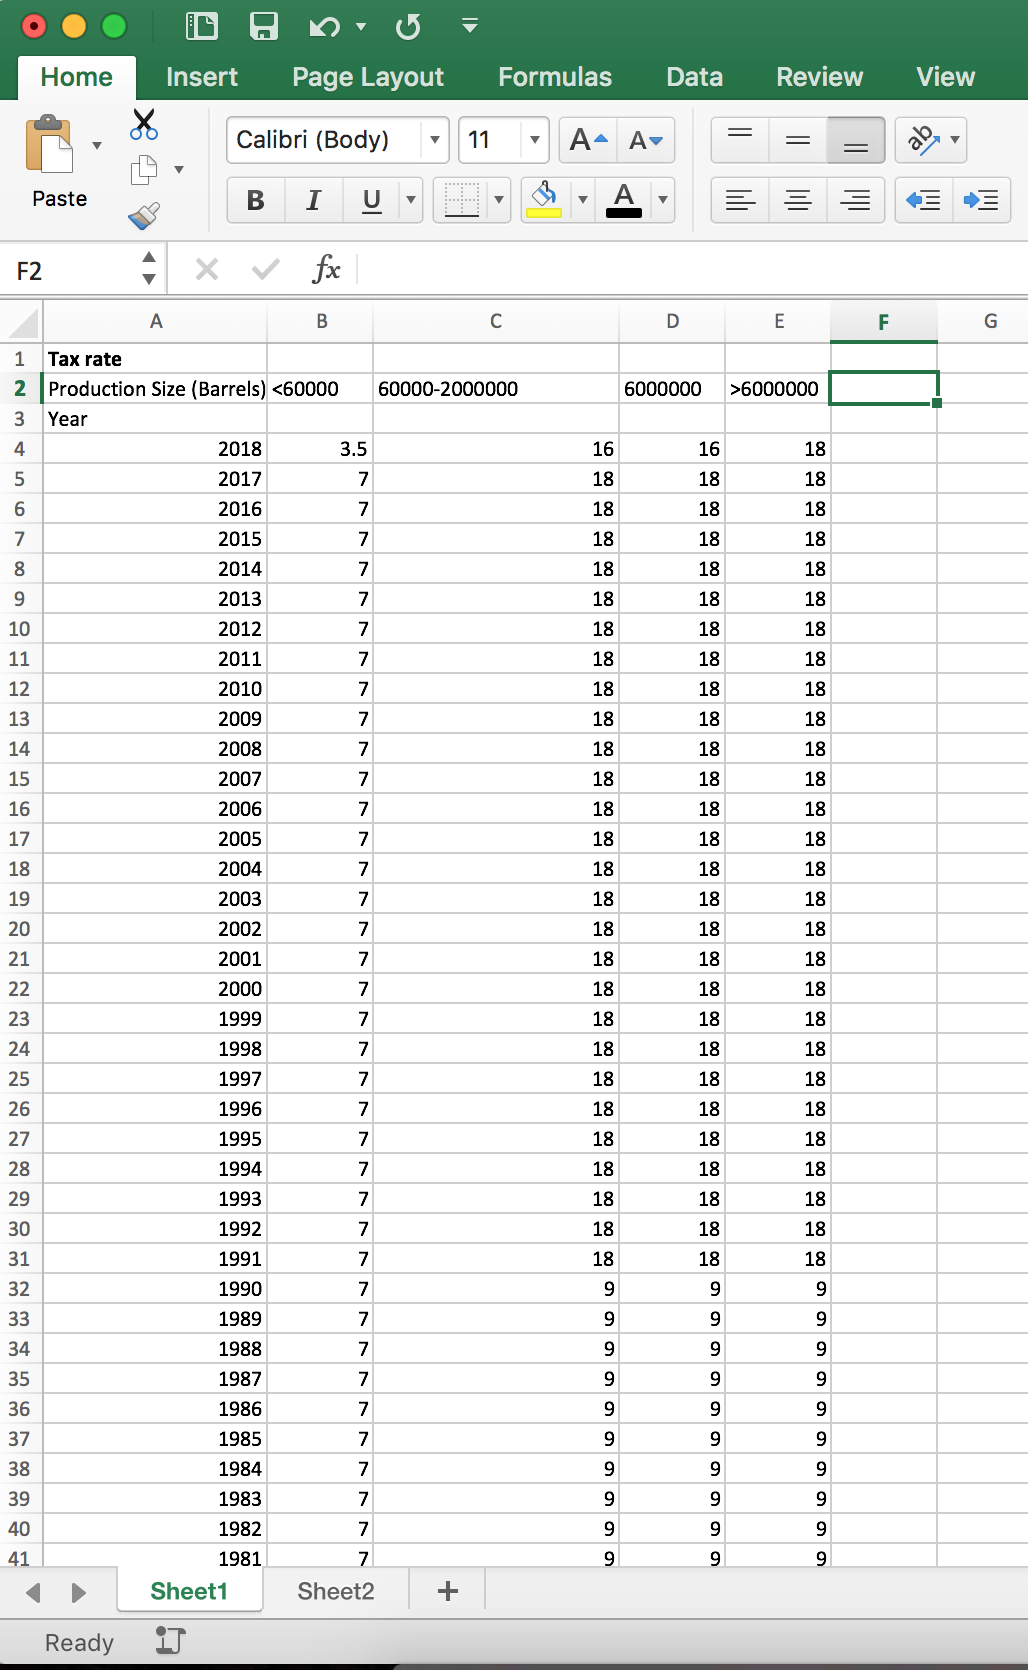 Home Insert Page Layout Formulas Data Review View
Calibri (Body) 11 A A ab
Paste B I U A
F2 fx
A B C D E F G
1 Tax rate
2 Production Size (Barrels) <60000 60000-2000000 6000000 >6000000
3 Year
4 2018 3.5 16 16 18
5 2017 7 18 18 18
6 2016 7 18 18 18
7 2015 7 18 18 18
8 2014 7 18 18 18
9 2013 7 18 18 18
10 2012 7 18 18 18
11 2011 7 18 18 18
12 2010 7 18 18 18
13 2009 7 18 18 18
14 2008 7 18 18 18
15 2007 7 18 18 18
16 2006 7 18 18 18
17 2005 7 18 18 18
18 2004 7 18 18 18
19 2003 7 18 18 18
20 2002 7 18 18 18
21 2001 7 18 18 18
22 2000 7 18 18 18
23 1999 7 18 18 18
24 1998 7 18 18 18
25 1997 7 18 18 18
26 1996 7 18 18 18
27 1995 7 18 18 18
28 1994 7 18 18 18
29 1993 7 18 18 18
30 1992 7 18 18 18
31 1991 7 18 18 18
32 1990 7 9 9 9
33 1989 7 9 9 9
34 1988 7 9 9 9
35 1987 7 9 9 9
36 1986 7 9 9 9
37 1985 7 9 9 9
38 1984 7 9 9 9
39 1983 7 9 9 9
40 1982 7 9 9 9
41 1981 7 9 9 9
Sheet1 Sheet2 +
Ready